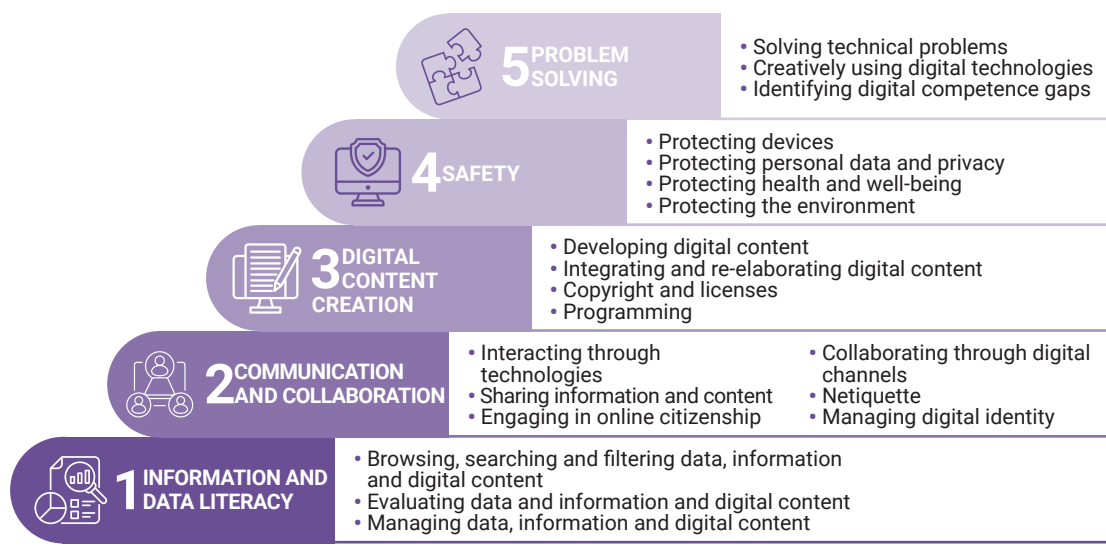 5 PROBLEM
SOLVING
• Solving technical problems
• Creatively using digital technologies
• Identifying digital competence gaps
4 SAFETY
• Protecting devices
• Protecting personal data and privacy
• Protecting health and well-being
• Protecting the environment
3 DIGITAL
CONTENT
CREATION
• Developing digital content
• Integrating and re-elaborating digital content
• Copyright and licenses
• Programming
2 COMMUNICATION
AND COLLABORATION
• Interacting through
technologies
• Sharing information and content
• Engaging in online citizenship
• Collaborating through digital
channels
• Netiquette
• Managing digital identity
1 INFORMATION AND
DATA LITERACY
• Browsing, searching and filtering data, information
and digital content
• Evaluating data and information and digital content
• Managing data, information and digital content